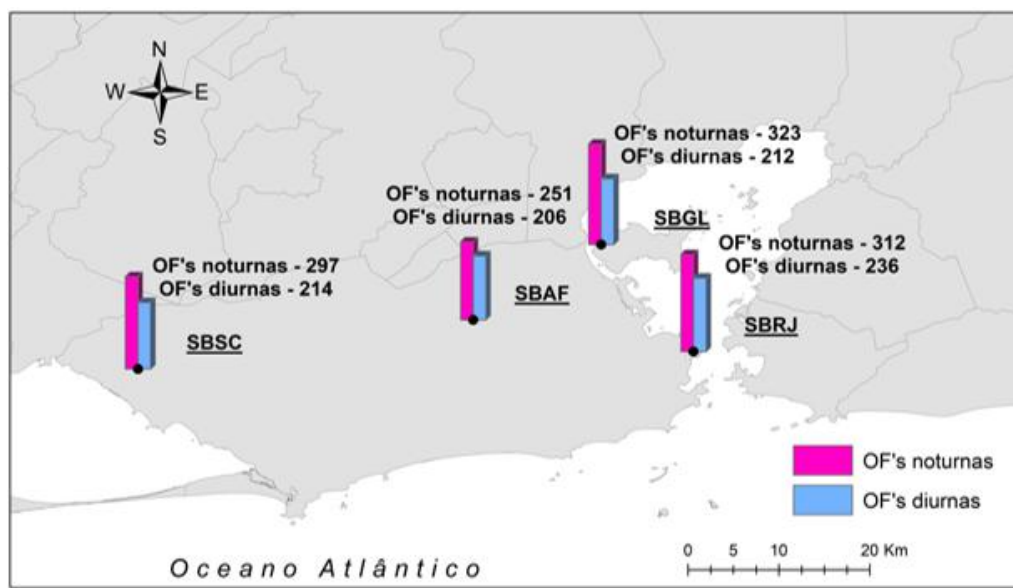 N
W E
S
OF's noturnas - 323
OF's diurnas - 212
SBGL
OF's noturnas - 251
OF's diurnas - 206
SBAF
OF's noturnas - 312
OF's diurnas - 236
SBRJ
OF's noturnas - 297
OF's diurnas - 214
SBSC
OF's noturnas
OF's diurnas
0 5 10 20 Km
Oceano Atlântico